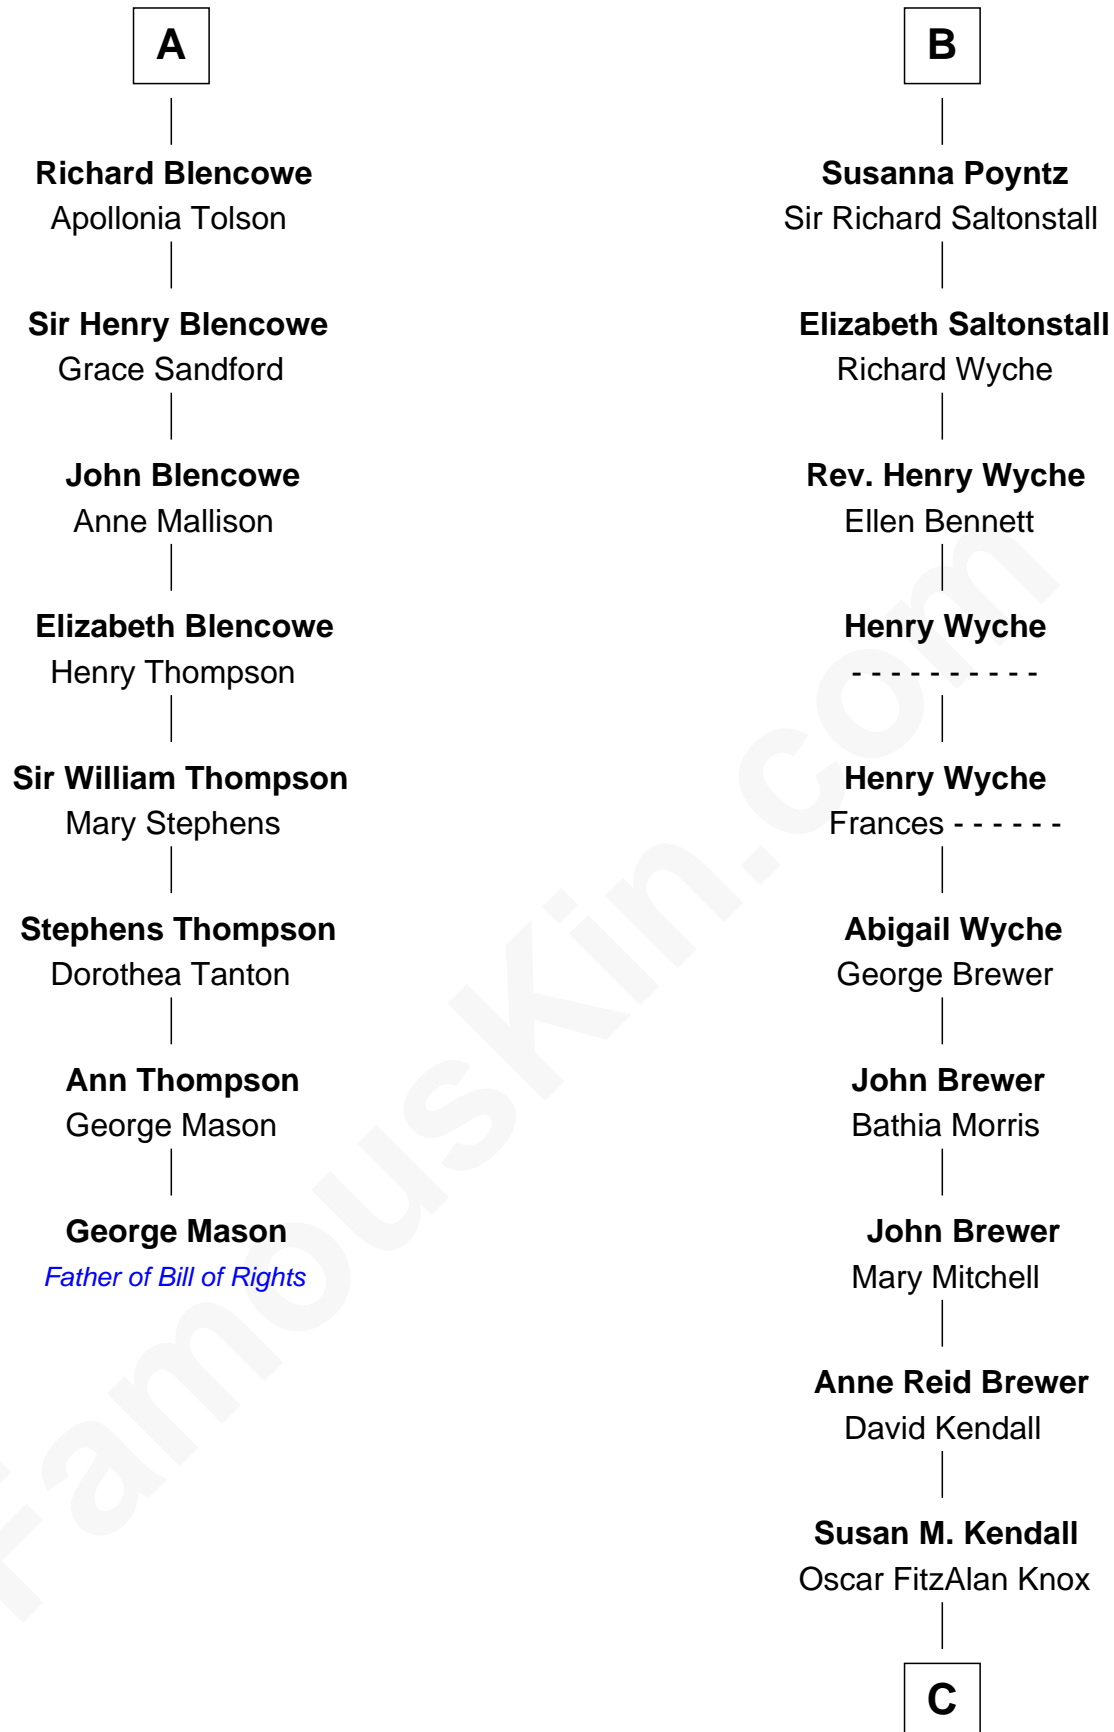 A
Richard Blencowe
Apollonia Tolson
Sir Henry Blencowe
Grace Sandford
John Blencowe
Anne Mallison
Elizabeth Blencowe
Henry Thompson
Sir William Thompson
Mary Stephens
Stephens Thompson
Dorothea Tanton
Ann Thompson
George Mason
George Mason
Father of Bill of Rights
B
Susanna Poyntz
Sir Richard Saltonstall
Elizabeth Saltonstall
Richard Wyche
Rev. Henry Wyche
Ellen Bennett
Henry Wyche
- - - - - - - - - -
Henry Wyche
Frances - - - - - -
Abigail Wyche
George Brewer
John Brewer
Bathia Morris
John Brewer
Mary Mitchell
Anne Reid Brewer
David Kendall
Susan M. Kendall
Oscar FitzAlan Knox
C
FamousKin.com